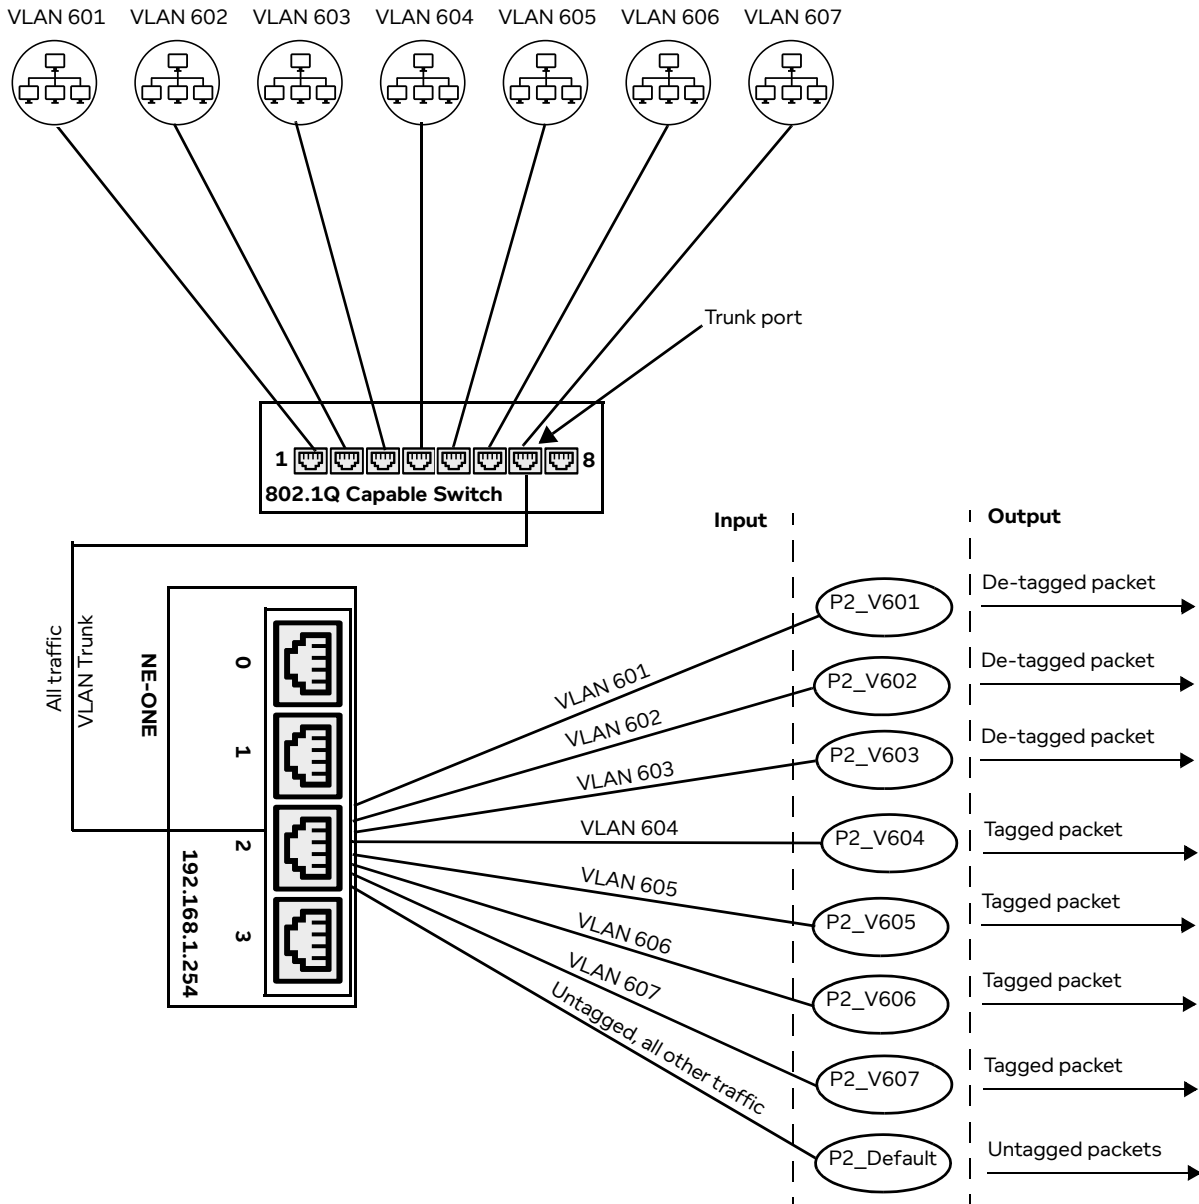 VLAN 601
VLAN 602
VLAN 603
VLAN 604
VLAN 605
VLAN 606
VLAN 607
Trunk port
1
8
802.1Q Capable Switch
Input
Output
All traffic
VLAN Trunk
NE-ONE
0
1
2
3
192.168.1.254
VLAN 601
P2_V601
De-tagged packet
VLAN 602
P2_V602
De-tagged packet
VLAN 603
P2_V603
De-tagged packet
VLAN 604
P2_V604
Tagged packet
VLAN 605
P2_V605
Tagged packet
VLAN 606
P2_V606
Tagged packet
VLAN 607
P2_V607
Tagged packet
Untagged, all other traffic
P2_Default
Untagged packets